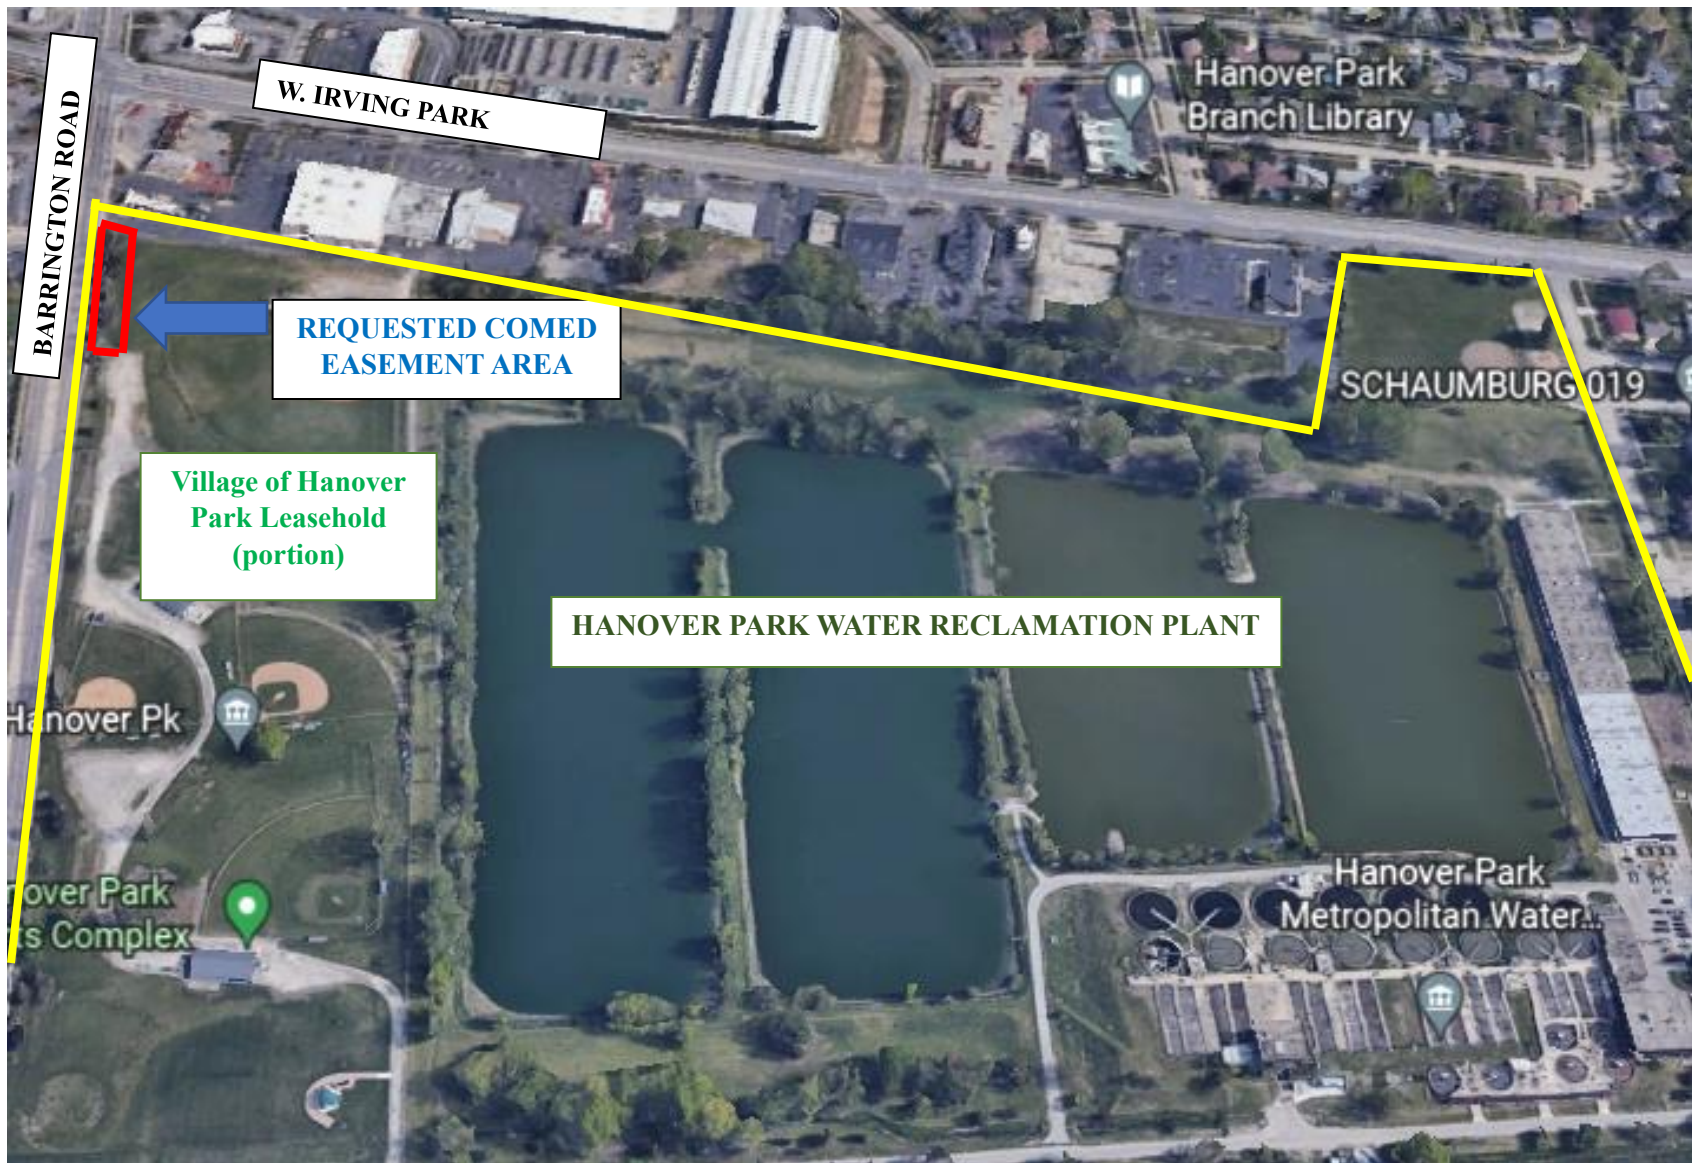 W. IRVING PARK
BARRINGTON ROAD
Hanover Park
Branch Library
REQUESTED COMED
EASEMENT AREA
SCHAUMBURG 019
Village of Hanover
Park Leasehold
(portion)
HANOVER PARK WATER RECLAMATION PLANT
Hanover Pk
Hanover Park
Metropolitan Water...
nover Park
ts Complex